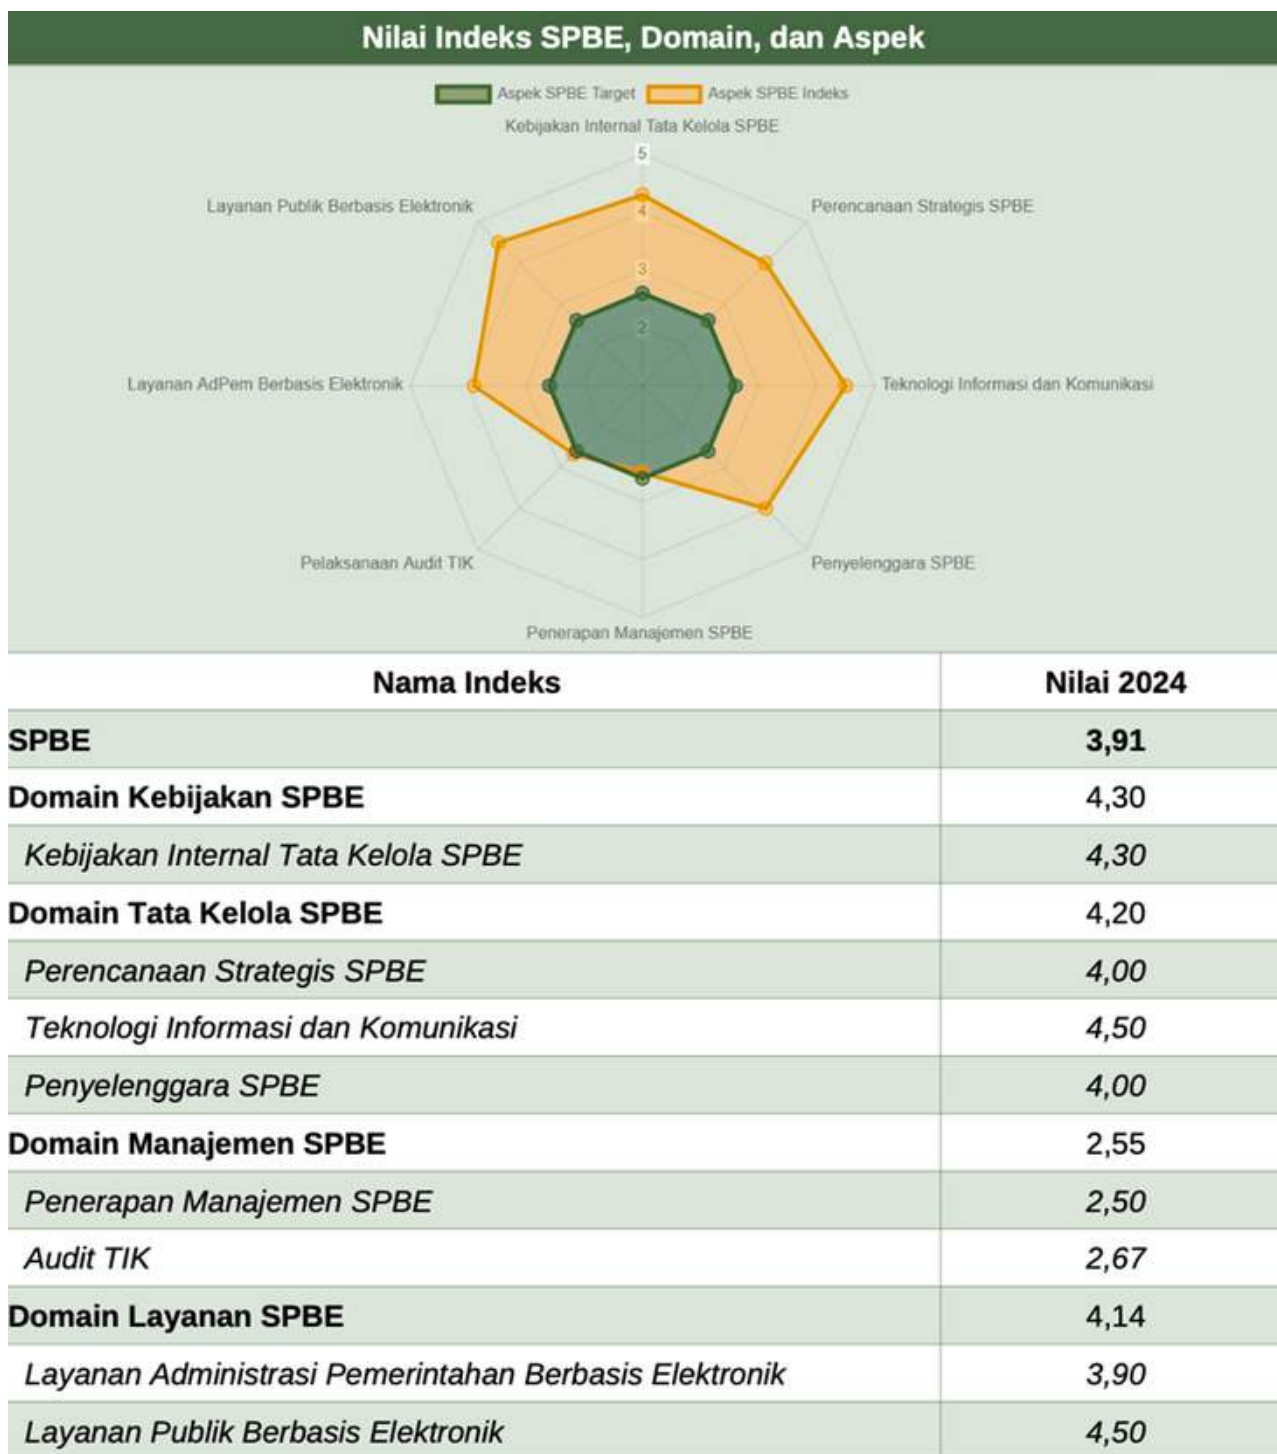 Nilai Indeks SPBE, Domain, dan Aspek
Aspek SPBE Target Aspek SPBE Indeks
Kebijakan Internal Tata Kelola SPBE
5
Layanan Publik Berbasis Elektronik
Perencanaan Strategis SPBE
4
3
2
Layanan AdPem Berbasis Elektronik
Teknologi Informasi dan Komunikasi
Pelaksanaan Audit TIK
Penyelenggara SPBE
Penerapan Manajemen SPBE
Nama Indeks Nilai 2024
SPBE 3,91
Domain Kebijakan SPBE 4,30
Kebijakan Internal Tata Kelola SPBE 4,30
Domain Tata Kelola SPBE 4,20
Perencanaan Strategis SPBE 4,00
Teknologi Informasi dan Komunikasi 4,50
Penyelenggara SPBE 4,00
Domain Manajemen SPBE 2,55
Penerapan Manajemen SPBE 2,50
Audit TIK 2,67
Domain Layanan SPBE 4,14
Layanan Administrasi Pemerintahan Berbasis Elektronik 3,90
Layanan Publik Berbasis Elektronik 4,50